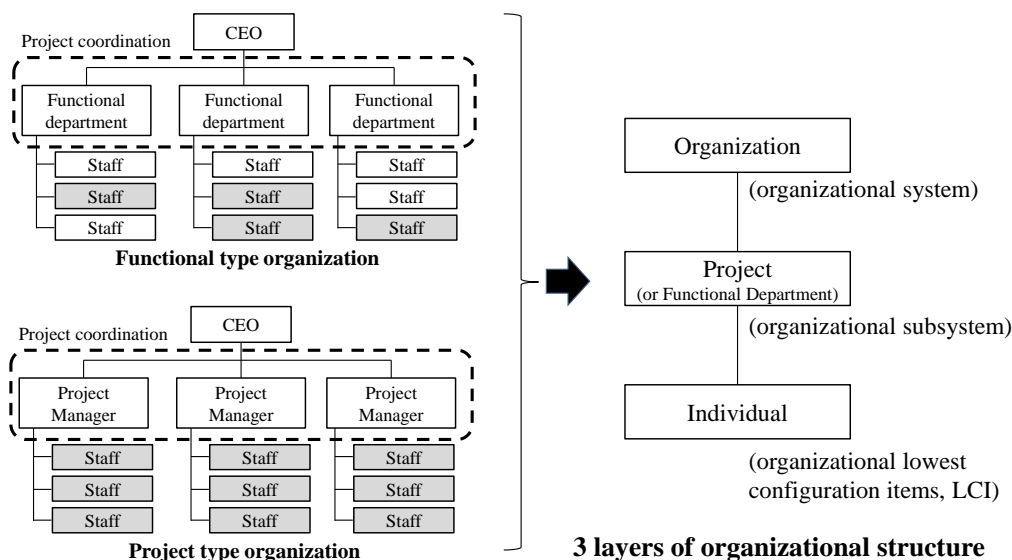 CEO
Project coordination
Functional
department
Functional
department
Functional
department
Staff
Staff
Staff
Staff
Staff
Staff
Staff
Staff
Staff
Functional type organization
CEO
Project coordination
Project
Manager
Project
Manager
Project
Manager
Staff
Staff
Staff
Staff
Staff
Staff
Staff
Staff
Staff
Project type organization
Organization
(organizational system)
Project
(or Functional Department)
(organizational subsystem)
Individual
(organizational lowest
configuration items, LCI)
3 layers of organizational structure